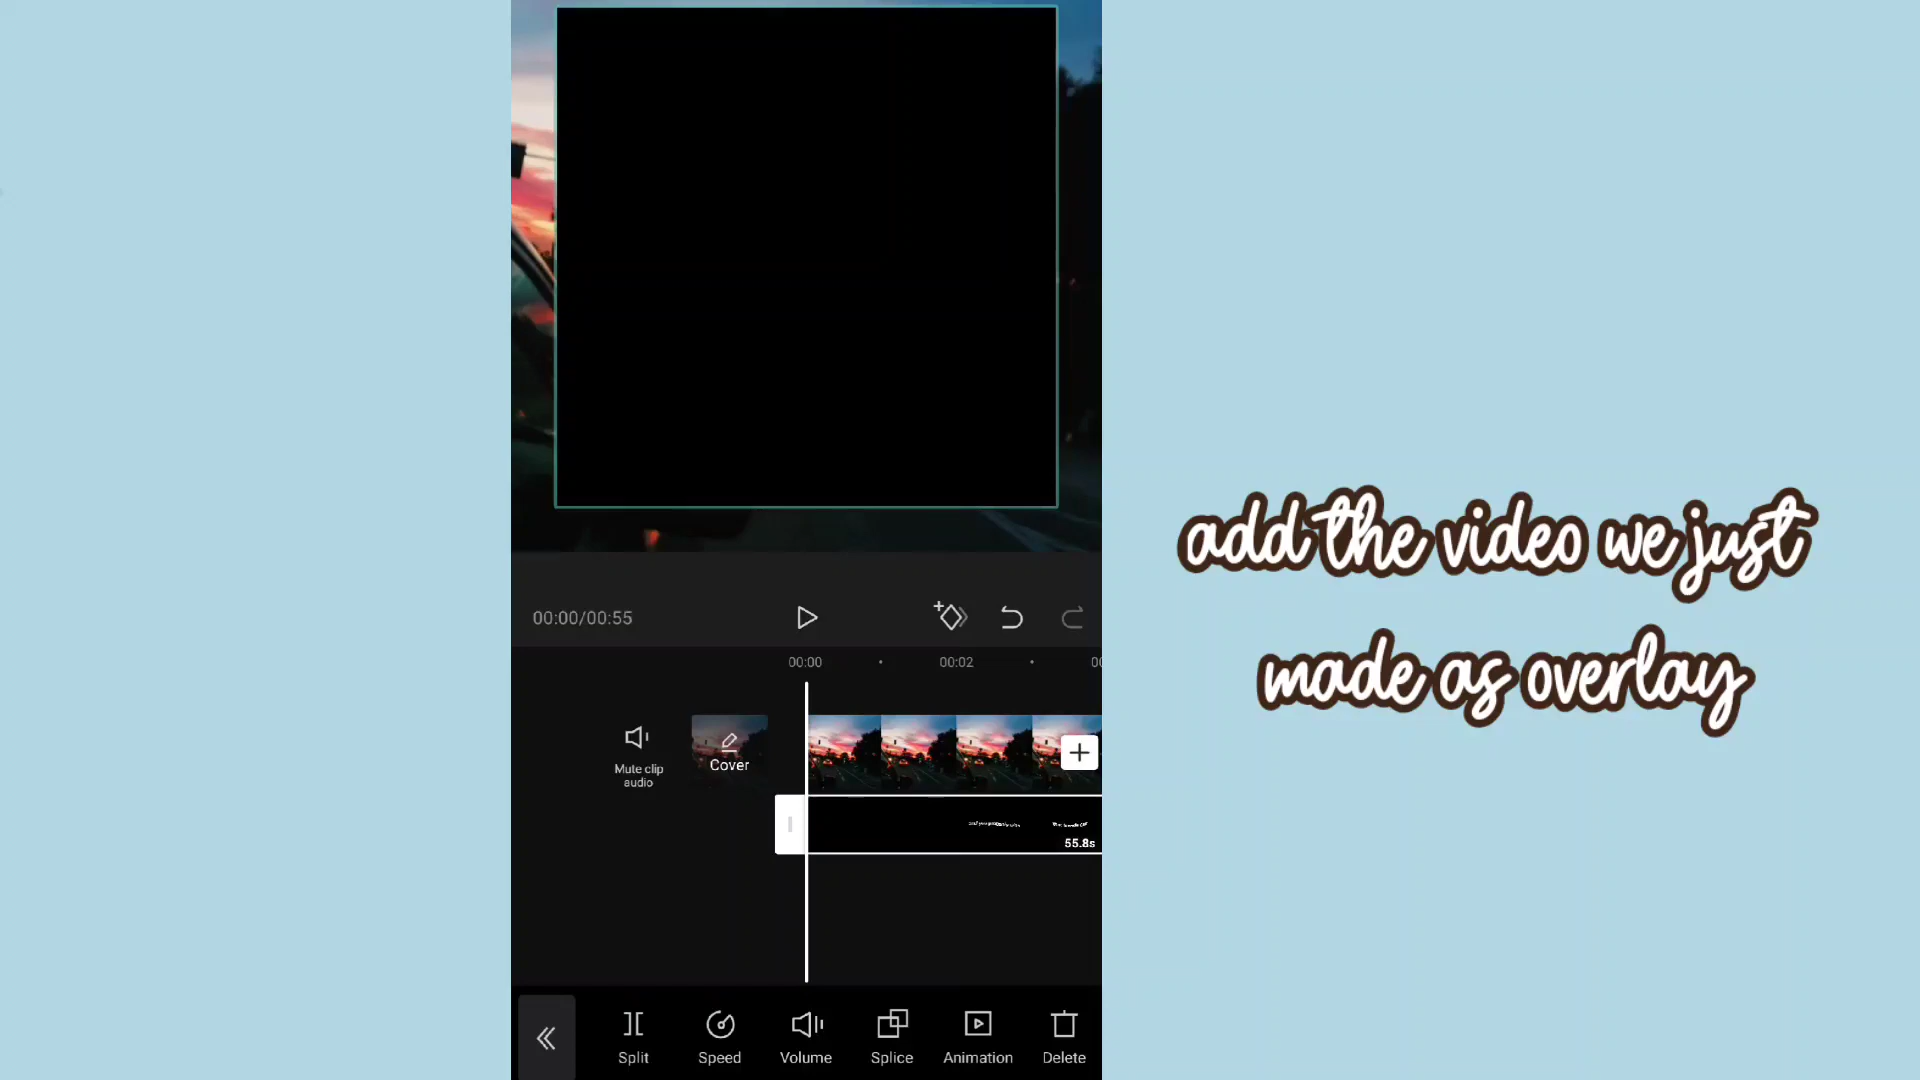 00:00/00:55
00:00
00:02
Mute clip
audio
Cover
55.8s
Split
Speed
Volume
Splice
Animation
Delete
add the video we just
made as overlay